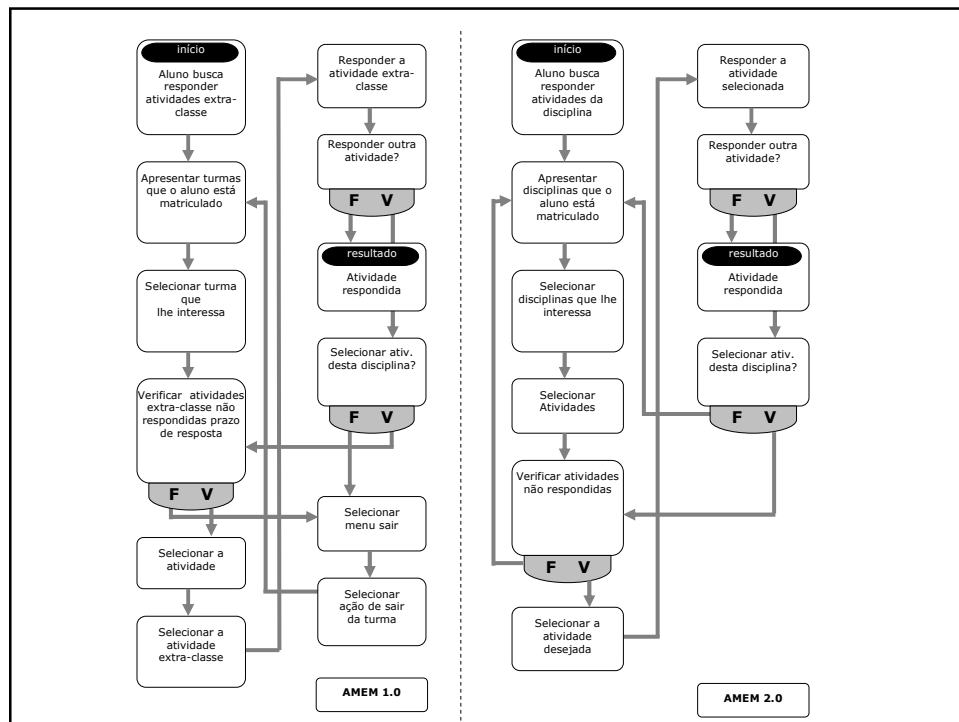 início
Aluno busca
responder
atividades extra-
classe
Apresentar turmas
que o aluno está
matriculado
Selecionar turma
que
lhe interessa
Verificar atividades
extra-classe não
respondidas prazo
de resposta
F V
Selecionar a
atividade
Selecionar a
atividade
extra-classe
Responder a
atividade extra-
classe
Responder outra
atividade?
F V
resultado
Atividade
respondida
Selecionar ativ.
desta disciplina?
F V
Selecionar
menu sair
Selecionar
ação de sair
da turma
AMEM 1.0
início
Aluno busca
responder
atividades da
disciplina
Apresentar
disciplinas que o
aluno está
matriculado
Selecionar
disciplinas que lhe
interessa
Selecionar
Atividades
Verificar atividades
não respondidas
F V
Selecionar a
atividade
desejada
Responder a
atividade
selecionada
Responder outra
atividade?
F V
resultado
Atividade
respondida
Selecionar ativ.
desta disciplina?
F V
AMEM 2.0